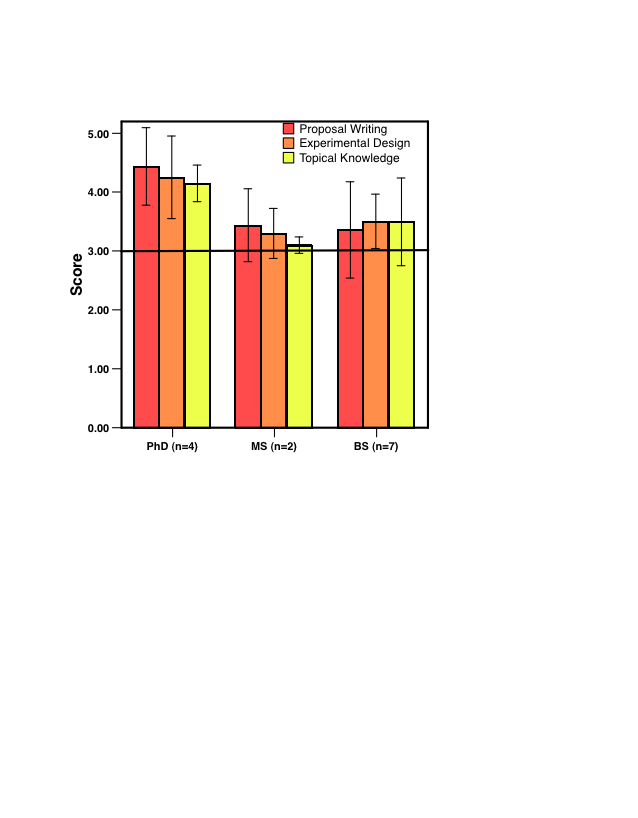 Proposal Writing
Experimental Design
Topical Knowledge
5.00
4.00
3.00
2.00
1.00
0.00
Score
PhD (n=4)
MS (n=2)
BS (n=7)